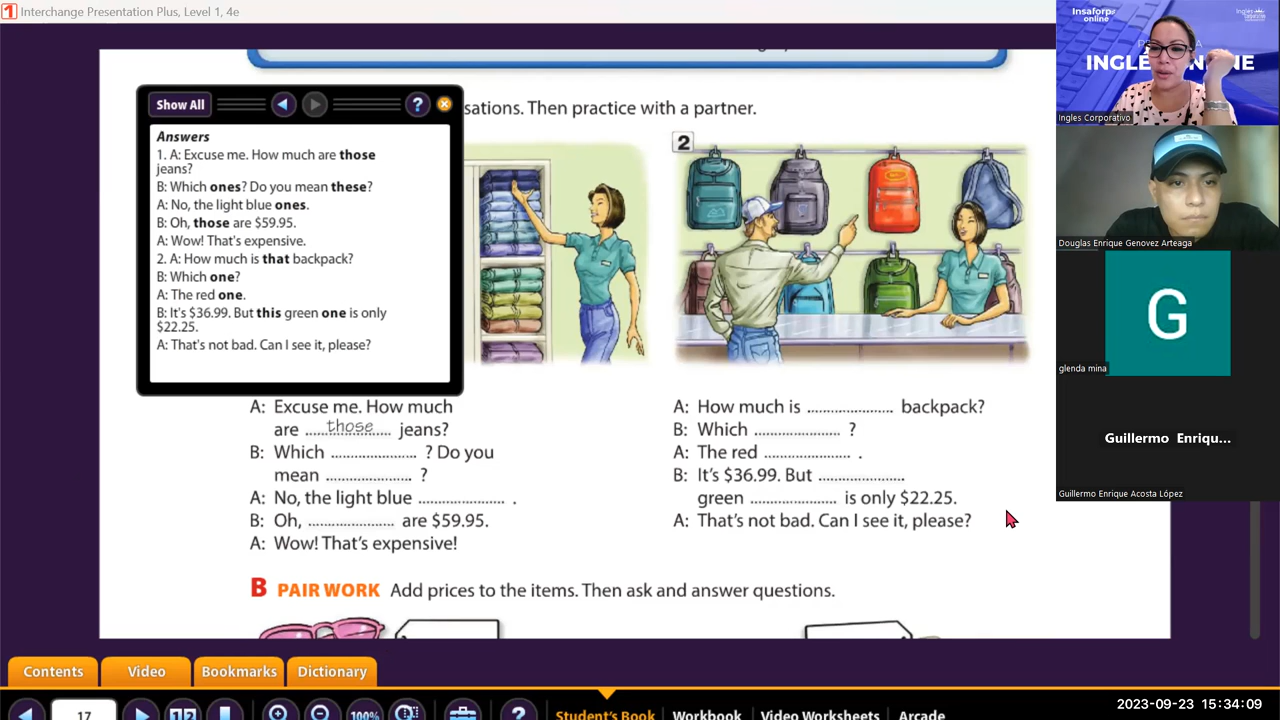 Interchange Presentation Plus, Level 1, 4e
Show All
?
Answers
1. A: Excuse me. How much are those
jeans?
B: Which ones? Do you mean these?
A: No, the light blue ones.
B: Oh, those are $59.95.
A: Wow! That's expensive.
2. A: How much is that backpack?
B: Which one?
A: The red one.
B: It's $36.99. But this green one is only
$22.25.
A: That's not bad. Can I see it, please?
sations. Then practice with a partner.
2
A: Excuse me. How much
are those jeans?
B: Which ...................... ? Do you
mean ...................... ?
A: No, the light blue ...................... .
B: Oh, ...................... are $59.95.
A: Wow! That's expensive!
A: How much is ...................... backpack?
B: Which ...................... ?
A: The red ...................... .
B: It's $36.99. But ......................
green ...................... is only $22.25.
A: That's not bad. Can I see it, please?
B PAIR WORK Add prices to the items. Then ask and answer questions.
Insaforp
online
Ingles Corporativo
Douglas Enrique Genovez Arteaga
G
glenda mina
Guillermo Enriqu...
Guillermo Enrique Acosta López
Contents
Video
Bookmarks
Dictionary
17
100%
?
Student's Book
Workbook
Video Worksheets
Arcade
2023-09-23 15:34:09